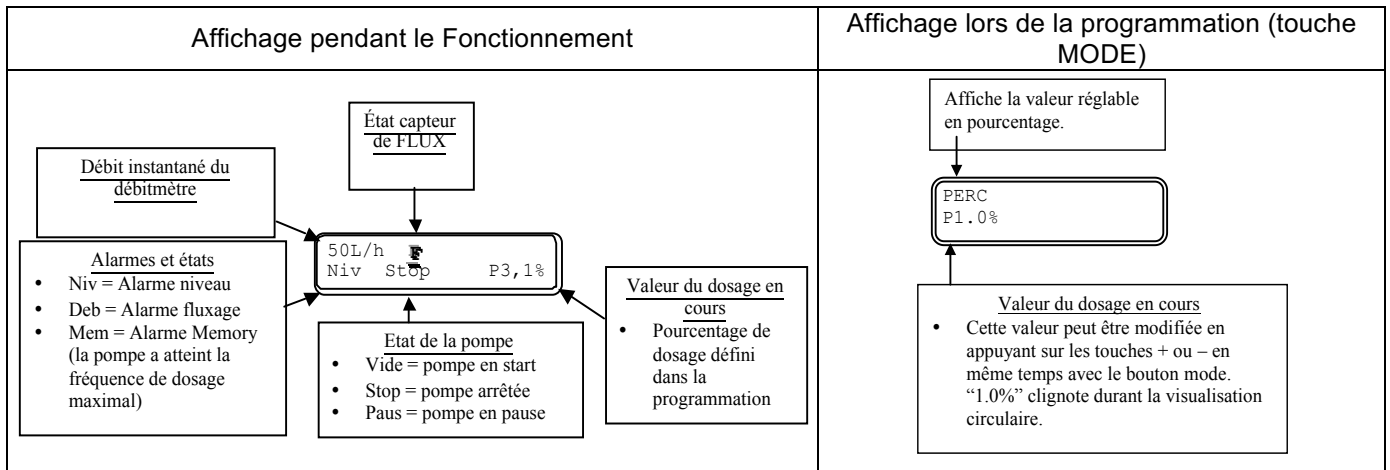 Affichage pendant le Fonctionnement
Affichage lors de la programmation (touche
MODE)
État capteur
de FLUX
Débit instantané du
débitmètre
50L/h F
Niv Stop P3,1%
Alarmes et états
• Niv = Alarme niveau
• Deb = Alarme fluxage
• Mem = Alarme Memory
(la pompe a atteint la
fréquence de dosage
maximal)
Etat de la pompe
• Vide = pompe en start
• Stop = pompe arrêtée
• Paus = pompe en pause
Valeur du dosage en
cours
• Pourcentage de
dosage défini
dans la
programmation
Affiche la valeur réglable
en pourcentage.
PERC
P1.0%
Valeur du dosage en cours
• Cette valeur peut être modifiée en
appuyant sur les touches + ou – en
même temps avec le bouton mode.
“1.0%” clignote durant la visualisation
circulaire.